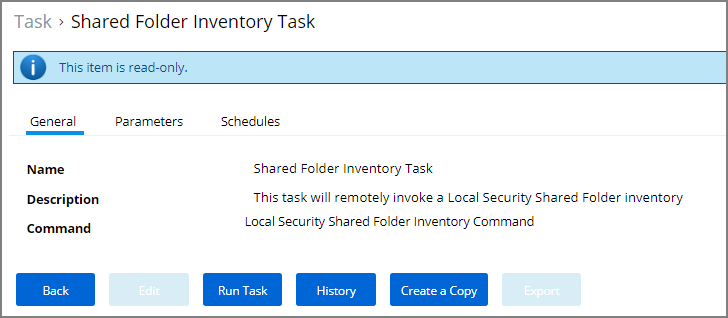 Task › Shared Folder Inventory Task
This item is read-only.
General Parameters Schedules
Name Shared Folder Inventory Task
Description This task will remotely invoke a Local Security Shared Folder inventory
Command Local Security Shared Folder Inventory Command
Back Edit Run Task History Create a Copy Export